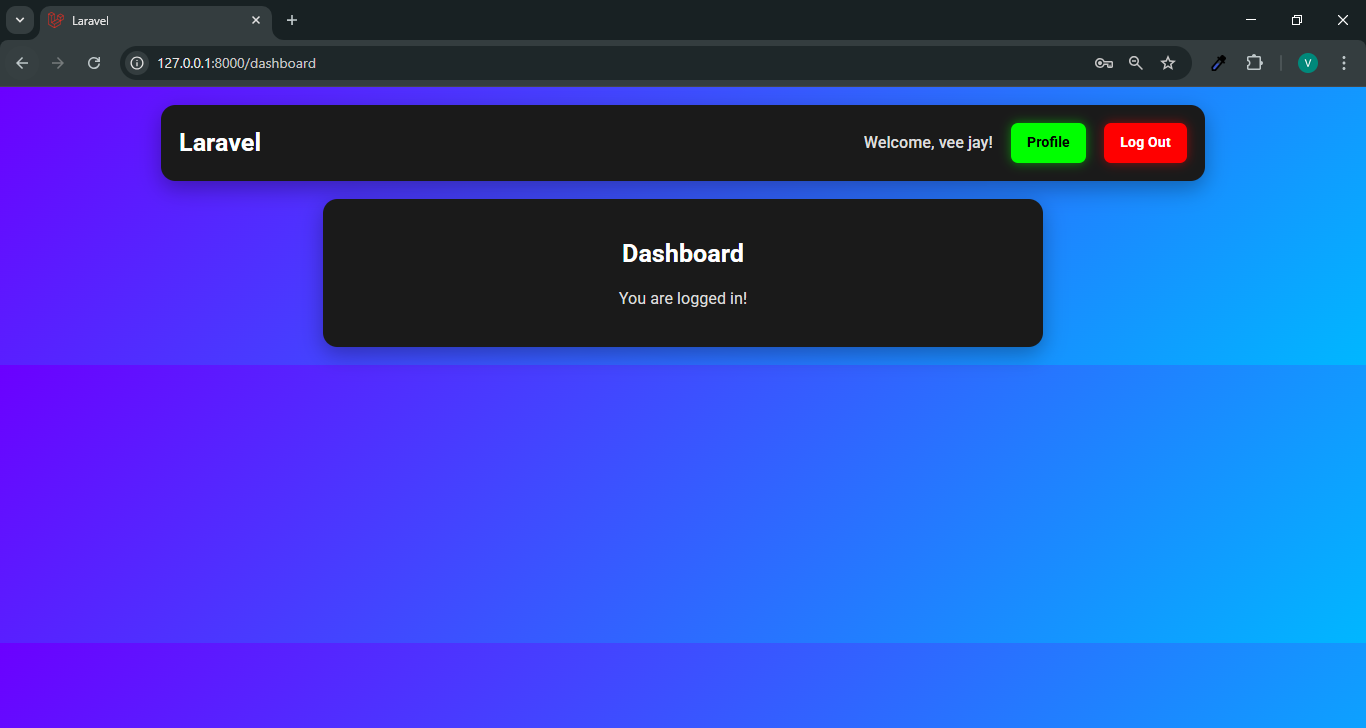 Laravel
127.0.0.1:8000/dashboard
V
Laravel
Welcome, vee jay!
Profile
Log Out
Dashboard
You are logged in!